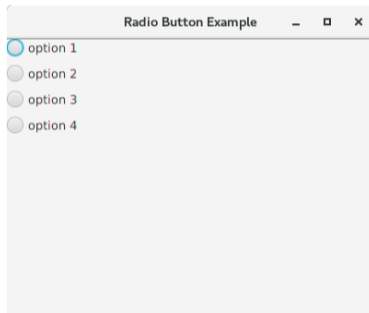 Radio Button Example
option 1
option 2
option 3
option 4